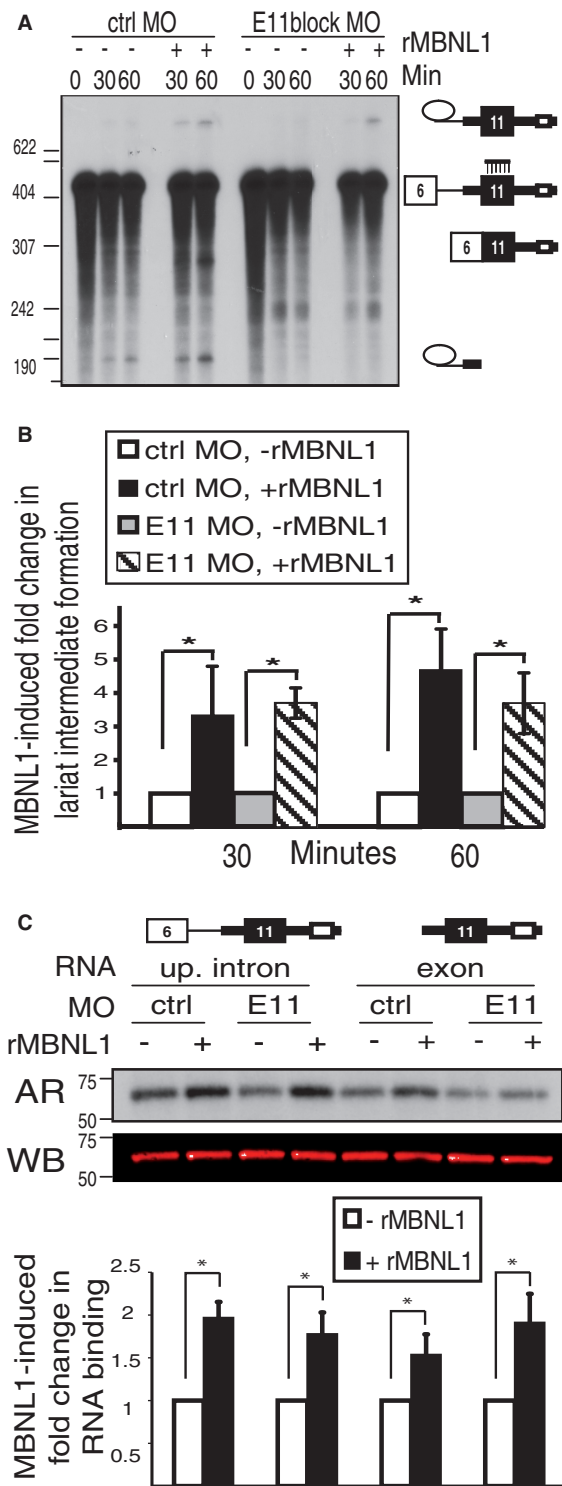 A
ctrl MO E11block MO
- - + + - - + + rMBNL1
0 30 60 30 60 0 30 60 30 60 Min
622
404
307
242
190
11
6 11
6 11
B
ctrl MO, -rMBNL1
ctrl MO, +rMBNL1
E11 MO, -rMBNL1
E11 MO, +rMBNL1
MBNL1-induced fold change in
lariat intermediate formation
6
5
4
3
2
1
* * * *
30 Minutes 60
C
6 11 11
RNA up. intron exon
MO ctrl E11 ctrl E11
rMBNL1 - + - + - + - +
AR 75
50
WB 75
50
- rMBNL1
+ rMBNL1
MBNL1-induced
fold change in
RNA binding
2.5
2
1.5
1
0.5
* * * *